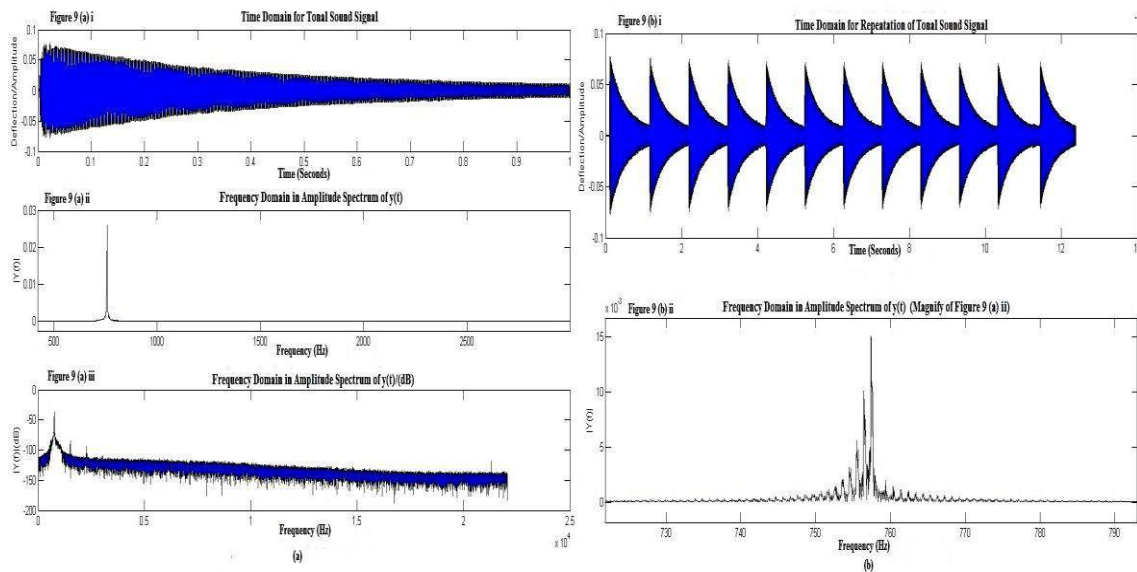 Figure 9 (a) i
Time Domain for Tonal Sound Signal
0.1
0.05
0
-0.05
-0.1
Deflection/Amplitude
0 0.1 0.2 0.3 0.4 0.5 0.6 0.7 0.8 0.9 1
Time (Seconds)
Figure 9 (a) ii
Frequency Domain in Amplitude Spectrum of y(t)
0.03
0.02
0.01
0
|Y(f)|
500 1000 1500 2000 2500
Frequency (Hz)
Figure 9 (a) iii
Frequency Domain in Amplitude Spectrum of y(t)/(dB)
0
-50
-100
-150
-200
|Y(f)|(dB)
0 0.5 1 1.5 2 2.5
x 10⁴
Frequency (Hz)
(a)
Figure 9 (b) i
Time Domain for Repeatation of Tonal Sound Signal
0.1
0.05
0
-0.05
-0.1
Deflection/Amplitude
0 2 4 6 8 10 12 14
Time (Seconds)
Figure 9 (b) ii
Frequency Domain in Amplitude Spectrum of y(t) (Magnify of Figure 9 (a) ii)
x 10⁻³
15
10
5
0
|Y(f)|
730 740 750 760 770 780 790
Frequency (Hz)
(b)